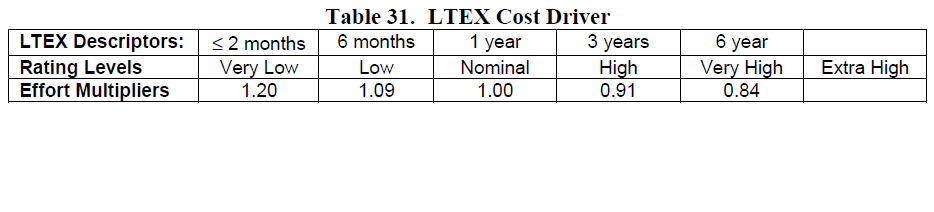 Table 31. LTEX Cost Driver
LTEX Descriptors: ≤ 2 months 6 months 1 year 3 years 6 year
Rating Levels Very Low Low Nominal High Very High Extra High
Effort Multipliers 1.20 1.09 1.00 0.91 0.84